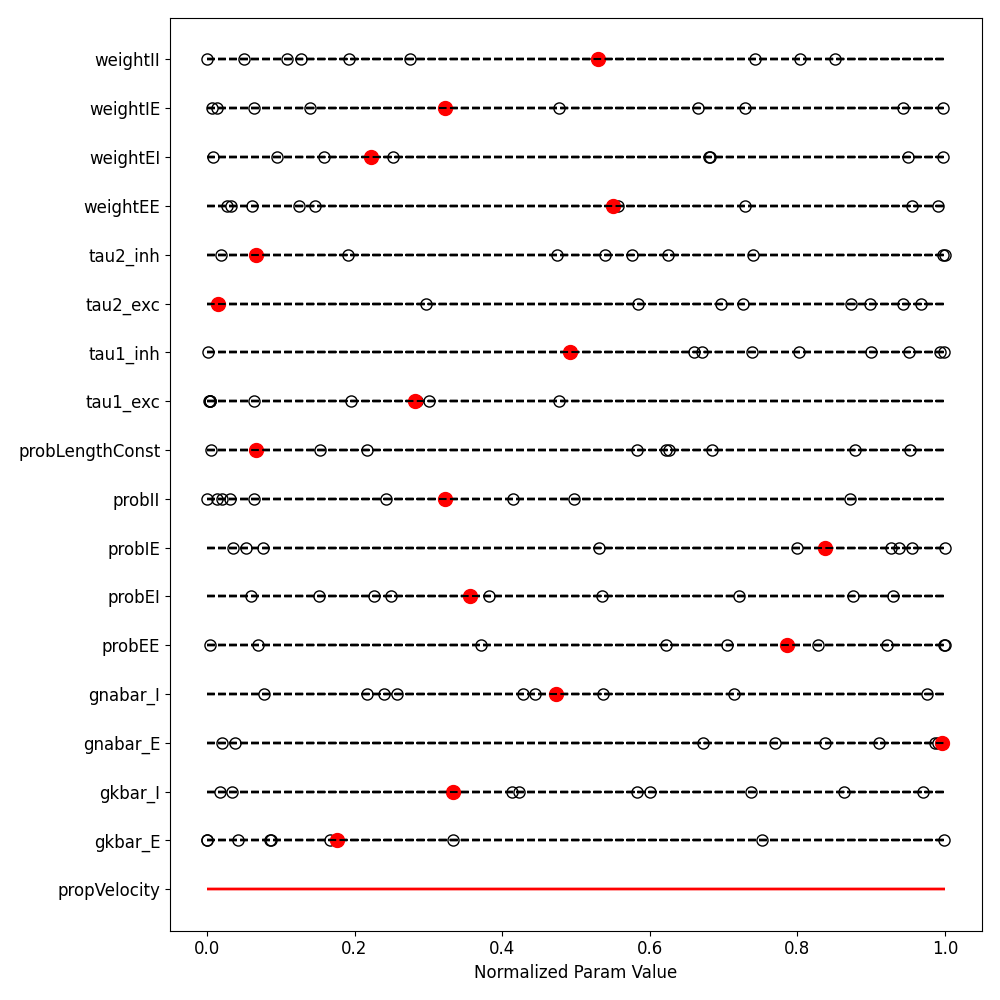 weightII
weightIE
weightEI
weightEE
tau2_inh
tau2_exc
tau1_inh
tau1_exc
probLengthConst
probII
probIE
probEI
probEE
gnabar_I
gnabar_E
gkbar_I
gkbar_E
propVelocity
0.0 0.2 0.4 0.6 0.8 1.0
Normalized Param Value